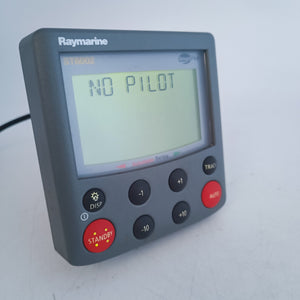 Raymarine
ST6002
NO PILOT
DISP
-1
+1
TRACK
STANDBY
-10
+10
AUTO